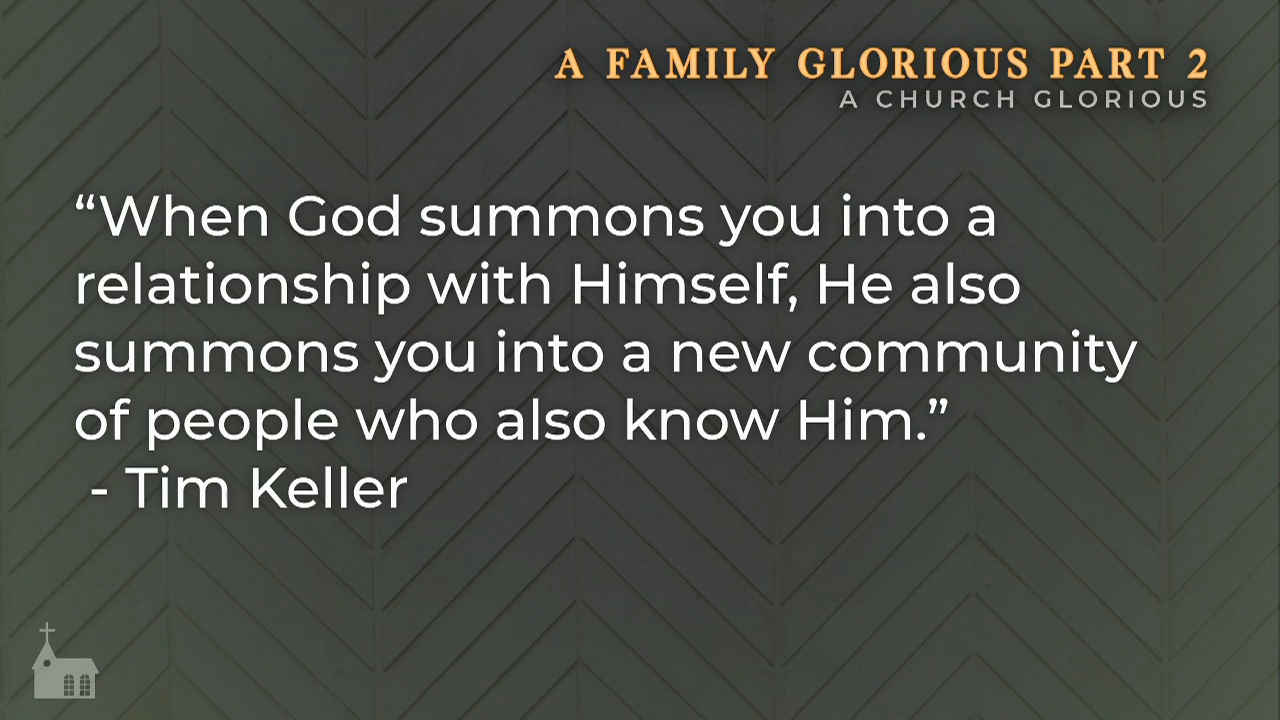 A FAMILY GLORIOUS PART 2
A CHURCH GLORIOUS
“When God summons you into a
relationship with Himself, He also
summons you into a new community
of people who also know Him.”
- Tim Keller